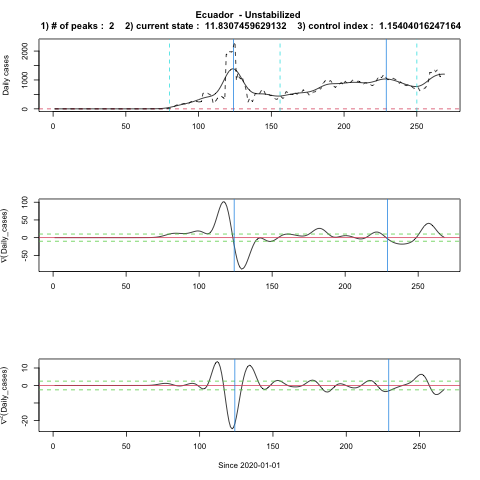 Ecuador - Unstabilized
1) # of peaks : 2 2) current state : 11.8307459629132 3) control index : 1.15404016247164
Daily cases
0 1000 2000
0 50 100 150 200 250
∇(Daily_cases)
-50 0 50 100
0 50 100 150 200 250
∇²(Daily_cases)
-20 0 10
0 50 100 150 200 250
Since 2020-01-01